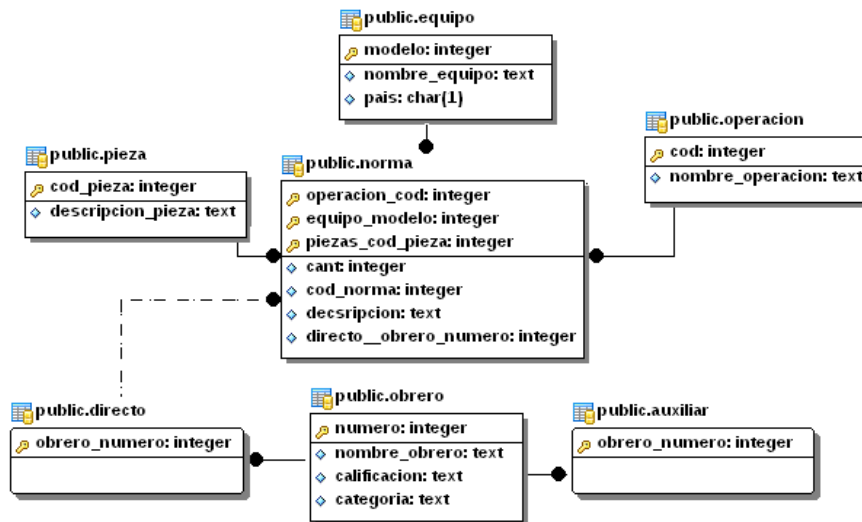 public.equipo
modelo: integer
nombre_equipo: text
pais: char(1)
public.operacion
cod: integer
nombre_operacion: text
public.pieza
cod_pieza: integer
descripcion_pieza: text
public.norma
operacion_cod: integer
equipo_modelo: integer
piezas_cod_pieza: integer
cant: integer
cod_norma: integer
decsripcion: text
directo__obrero_numero: integer
public.directo
obrero_numero: integer
public.obrero
numero: integer
nombre_obrero: text
calificacion: text
categoria: text
public.auxiliar
obrero_numero: integer